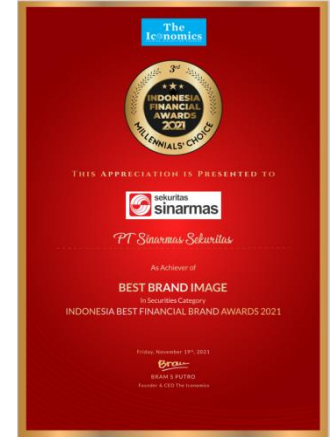 The
Iconomics
3rd
INDONESIA
FINANCIAL
AWARDS
2021
MILLENNIALS' CHOICE
THIS APPRECIATION IS PRESENTED TO
sekuritas
sinarmas
PT Sinarmas Sekuritas
As Achiever of
BEST BRAND IMAGE
In Securities Category
INDONESIA BEST FINANCIAL BRAND AWARDS 2021
Friday, November 19th, 2021
Bram
BRAM S PUTRO
Founder & CEO The Iconomics